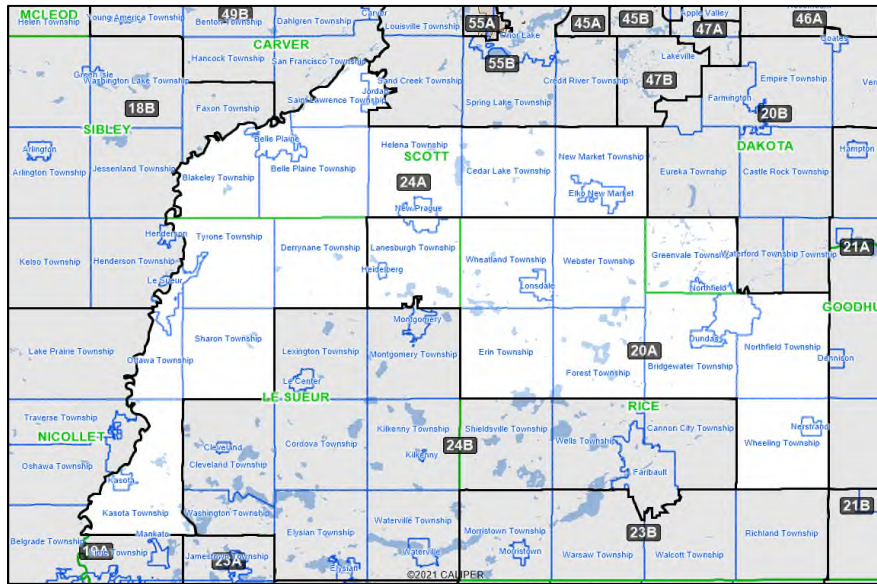 MCLEOD
Helen Township
Young America Township
49B
Benton Township
Dahlgren Township
Carver
Louisville Township
55A
Prior Lake
45A
45B
Apple Valley
47A
46A
Coates
CARVER
Hancock Township
San Francisco Township
55B
Lakeville
Green Isle
Washington Lake Township
Sand Creek Township
Credit River Township
47B
Empire Township
Jordan
Saint Lawrence Township
Spring Lake Township
Farmington
18B
Faxon Township
20B
SIBLEY
Belle Plaine
Helena Township
DAKOTA
Arlington
SCOTT
New Market Township
Hampton
Arlington Township
Jessenland Township
Blakeley Township
Belle Plaine Township
Cedar Lake Township
Eureka Township
Castle Rock Township
24A
Elko New Market
New Prague
Henderson
Tyrone Township
Derrynane Township
Lanesburgh Township
21A
Kelso Township
Henderson Township
Heidelberg
Wheatland Township
Webster Township
Greenvale Township
Waterford Township
Township
Le Sueur
Lonsdale
Northfield
GOODHU
Montgomery
Sharon Township
Dundas
Lake Prairie Township
Ottawa Township
Lexington Township
Montgomery Township
Erin Township
20A
Northfield Township
Dennison
Forest Township
Bridgewater Township
Le Center
LE SUEUR
RICE
Traverse Township
Kilkenny Township
Shieldsville Township
Cannon City Township
Nerstrand
NICOLLET
Cleveland
Cordova Township
24B
Wells Township
Wheeling Township
Oshawa Township
Cleveland Township
Kilkenny
Faribault
Kasota
Kasota Township
Washington Township
Waterville Township
Morristown Township
21B
Mankato
Elysian Township
23B
Richland Township
Belgrade Township
19A
Township
Jamestown Township
23A
Elysian
Waterville
Morristown
Warsaw Township
Walcott Township
©2021 CALIPER